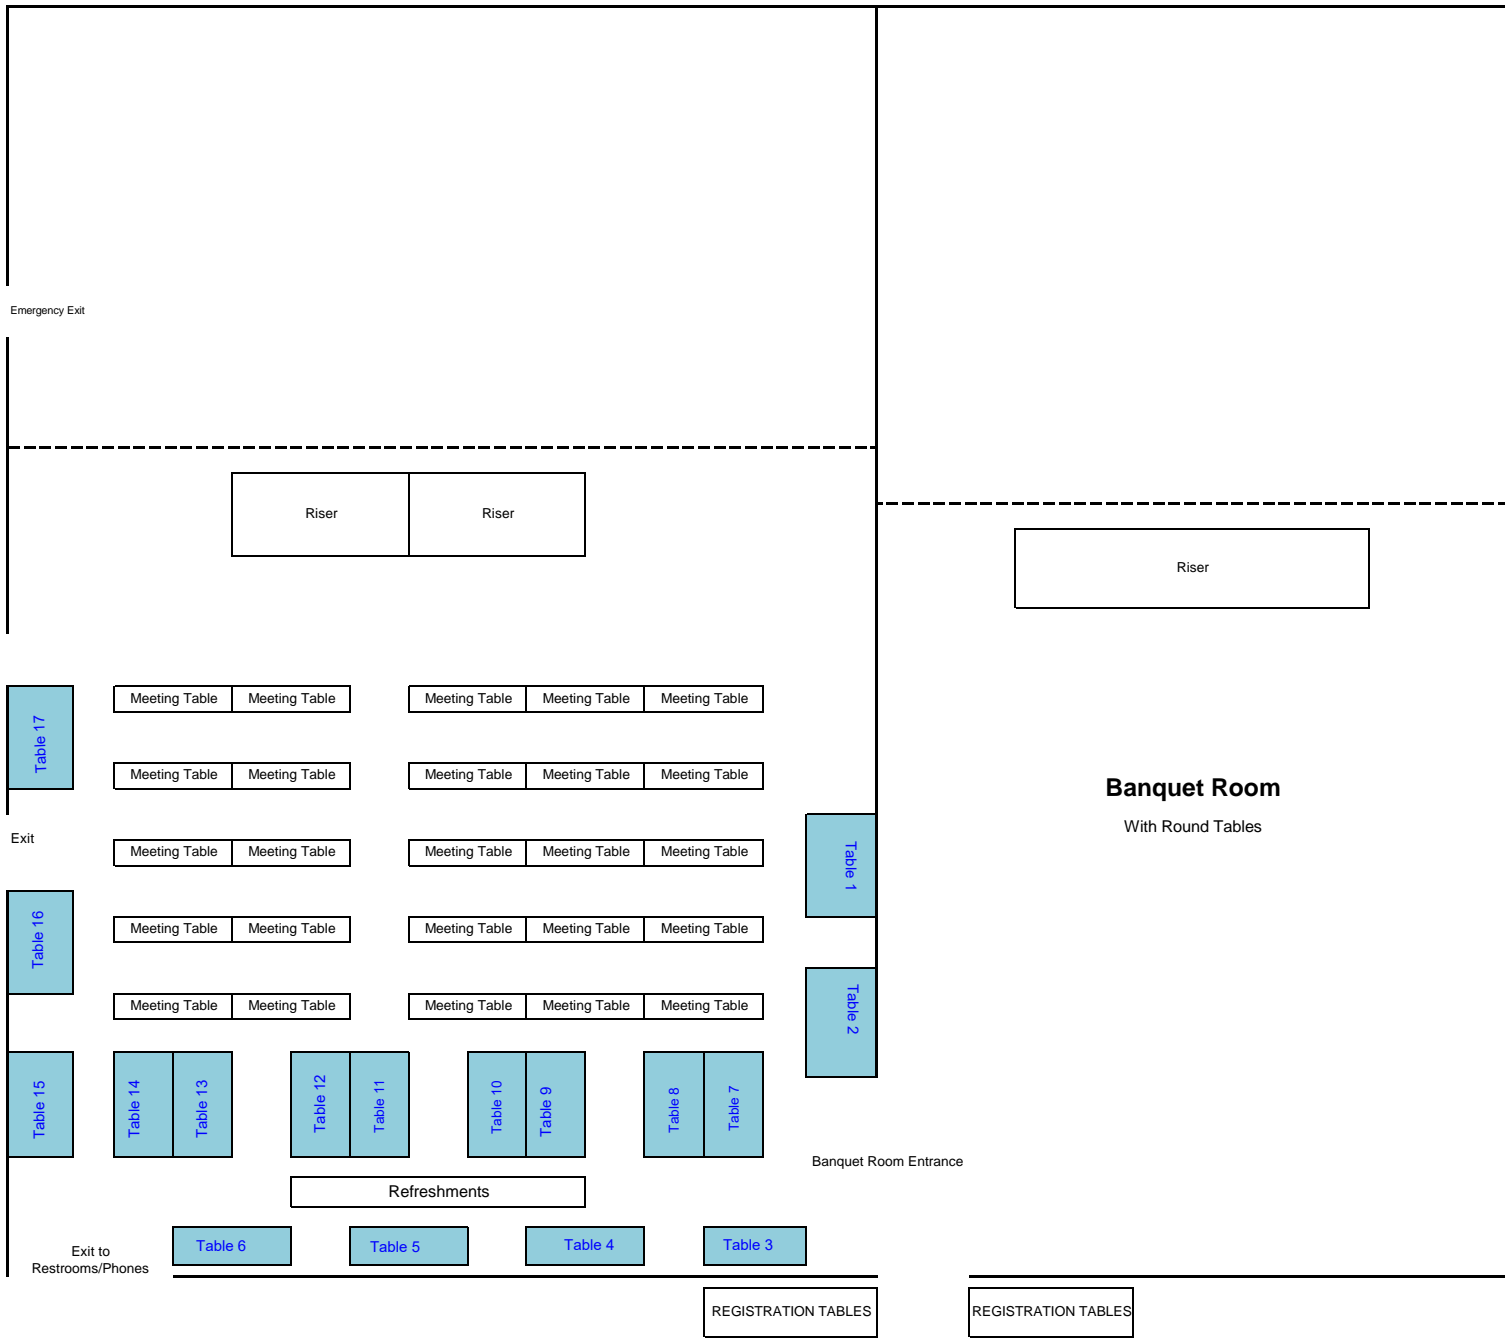 Emergency Exit
Riser Riser
Riser
Table 17
Meeting Table Meeting Table Meeting Table Meeting Table Meeting Table
Meeting Table Meeting Table Meeting Table Meeting Table Meeting Table
Banquet Room
With Round Tables
Exit
Meeting Table Meeting Table Meeting Table Meeting Table Meeting Table
Table 1
Table 16
Meeting Table Meeting Table Meeting Table Meeting Table Meeting Table
Meeting Table Meeting Table Meeting Table Meeting Table Meeting Table
Table 2
Table 15 Table 14 Table 13 Table 12 Table 11 Table 10 Table 9 Table 8 Table 7
Banquet Room Entrance
Refreshments
Table 6 Table 5 Table 4 Table 3
Exit to
Restrooms/Phones
REGISTRATION TABLES REGISTRATION TABLES